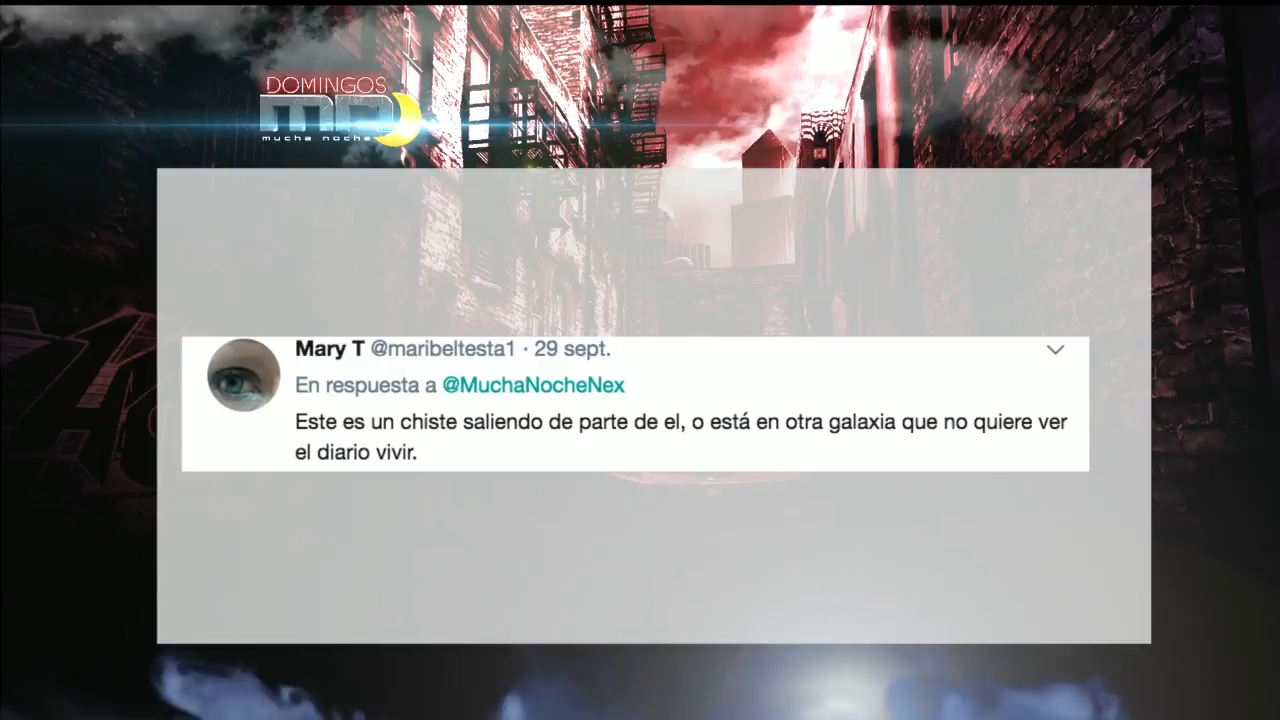 DOMINGOS
mucha noche
Mary T @maribeltesta1 · 29 sept.
En respuesta a @MuchaNocheNex
Este es un chiste saliendo de parte de el, o está en otra galaxia que no quiere ver
el diario vivir.